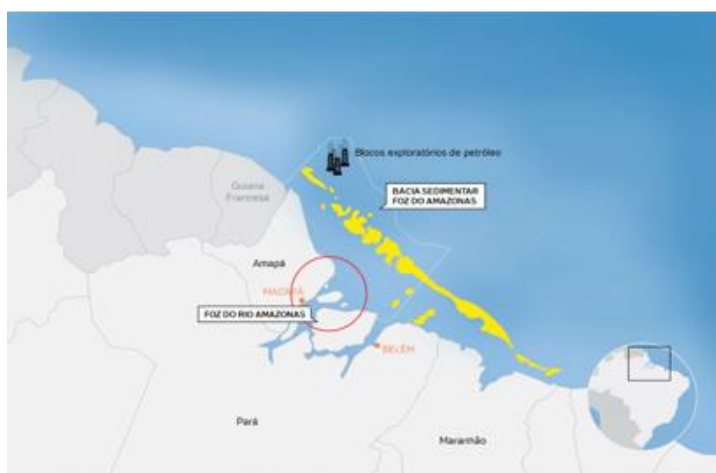 Blocos exploratórios de petróleo
Guiana
Francesa
BACIA SEDIMENTAR
FOZ DO AMAZONAS
Amapá
MACAPÁ
FOZ DO RIO AMAZONAS
BELÉM
Pará
Maranhão